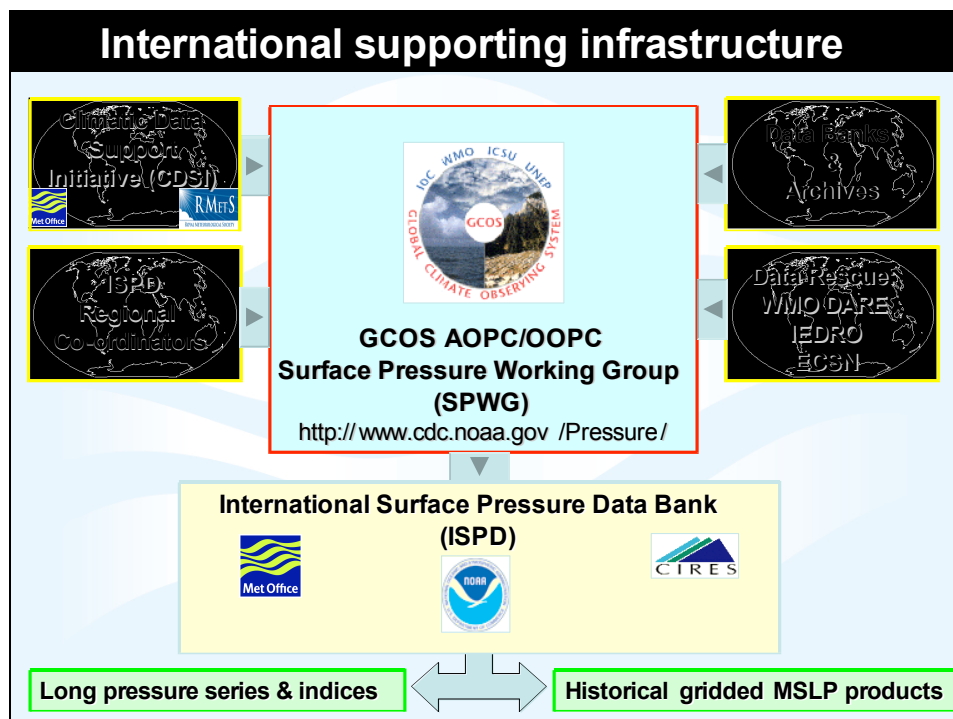 International supporting infrastructure
Climatic Data
Support
Initiative (CDSI)
Met Office
RMetS
ROYAL METEOROLOGICAL SOCIETY
ISPD
Regional
Co-ordinators
IOC WMO ICSU UNEP
GCOS
GLOBAL CLIMATE OBSERVING SYSTEM
GCOS AOPC/OOPC
Surface Pressure Working Group
(SPWG)
http:// www.cdc.noaa.gov /Pressure/
Data Banks
Archives
Data Rescue:
WMO DARE
IEDRO
ECSN
International Surface Pressure Data Bank
(ISPD)
Met Office
NOAA
CIRES
Long pressure series & indices
Historical gridded MSLP products